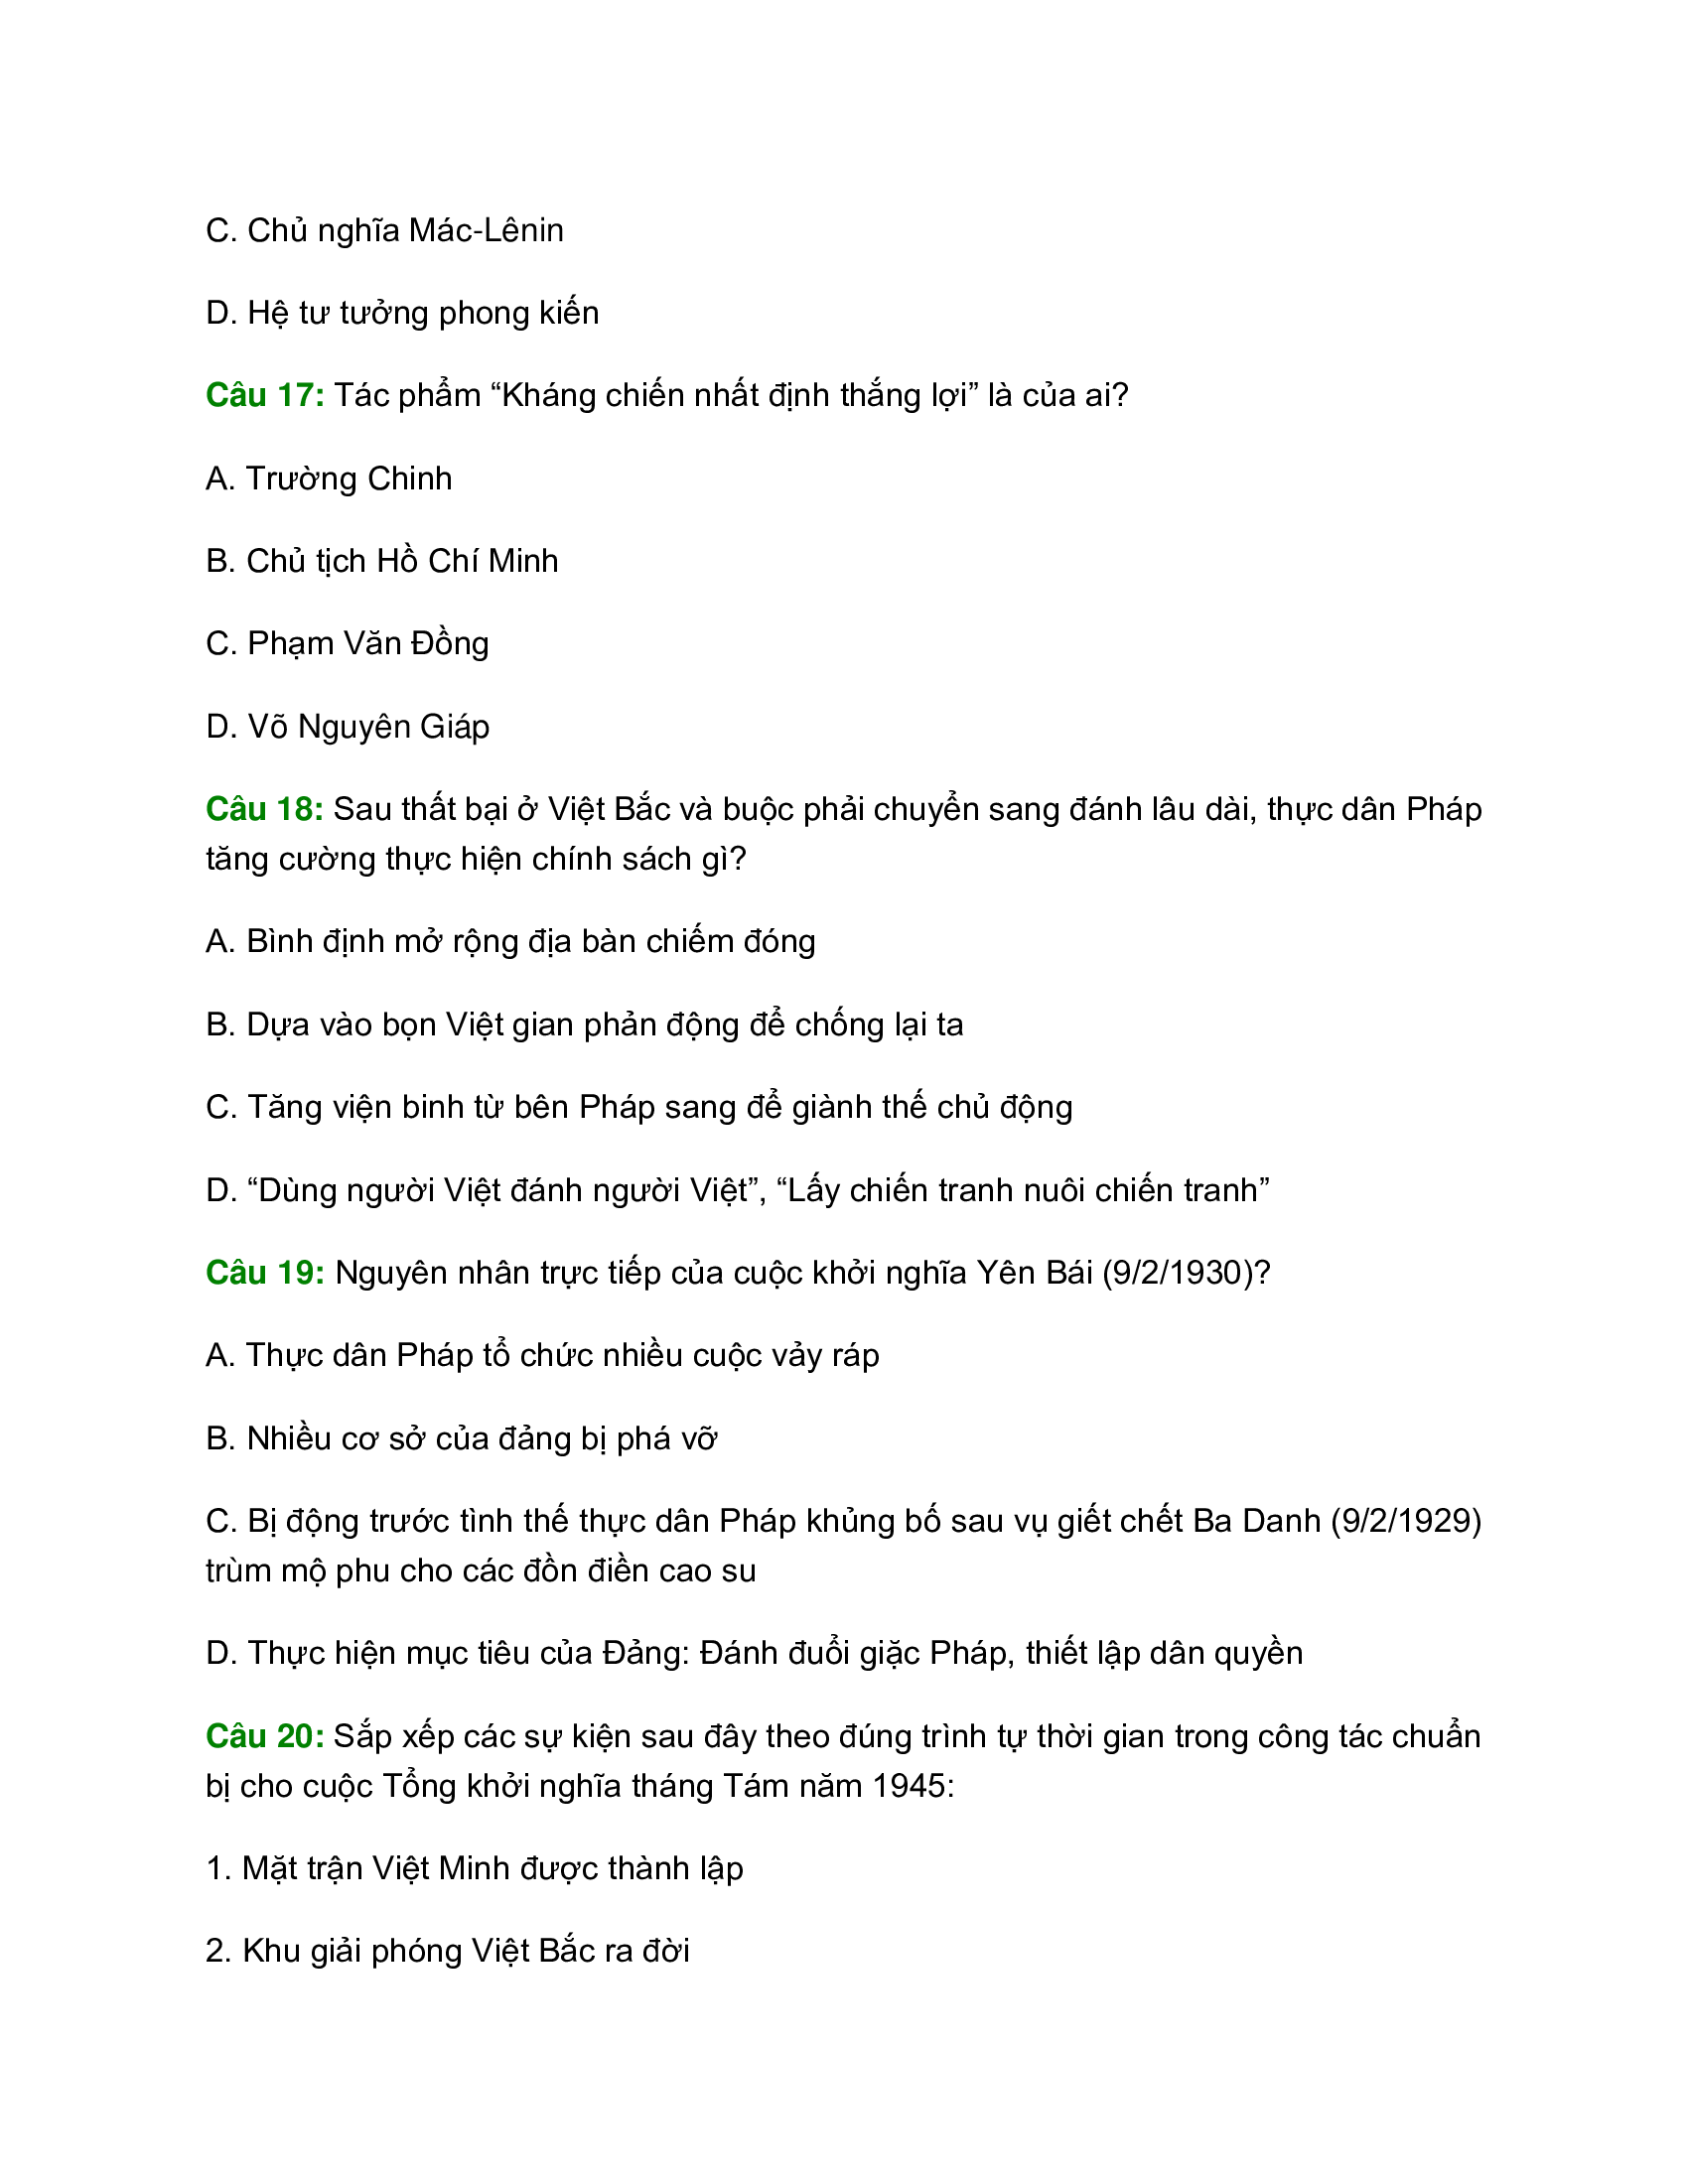 C. Chủ nghĩa Mác-Lênin
D. Hệ tư tưởng phong kiến
Câu 17: Tác phẩm “Kháng chiến nhất định thắng lợi” là của ai?
A. Trường Chinh
B. Chủ tịch Hồ Chí Minh
C. Phạm Văn Đồng
D. Võ Nguyên Giáp
Câu 18: Sau thất bại ở Việt Bắc và buộc phải chuyển sang đánh lâu dài, thực dân Pháp
tăng cường thực hiện chính sách gì?
A. Bình định mở rộng địa bàn chiếm đóng
B. Dựa vào bọn Việt gian phản động để chống lại ta
C. Tăng viện binh từ bên Pháp sang để giành thế chủ động
D. “Dùng người Việt đánh người Việt”, “Lấy chiến tranh nuôi chiến tranh”
Câu 19: Nguyên nhân trực tiếp của cuộc khởi nghĩa Yên Bái (9/2/1930)?
A. Thực dân Pháp tổ chức nhiều cuộc vảy ráp
B. Nhiều cơ sở của đảng bị phá vỡ
C. Bị động trước tình thế thực dân Pháp khủng bố sau vụ giết chết Ba Danh (9/2/1929)
trùm mộ phu cho các đồn điền cao su
D. Thực hiện mục tiêu của Đảng: Đánh đuổi giặc Pháp, thiết lập dân quyền
Câu 20: Sắp xếp các sự kiện sau đây theo đúng trình tự thời gian trong công tác chuẩn
bị cho cuộc Tổng khởi nghĩa tháng Tám năm 1945:
1. Mặt trận Việt Minh được thành lập
2. Khu giải phóng Việt Bắc ra đời